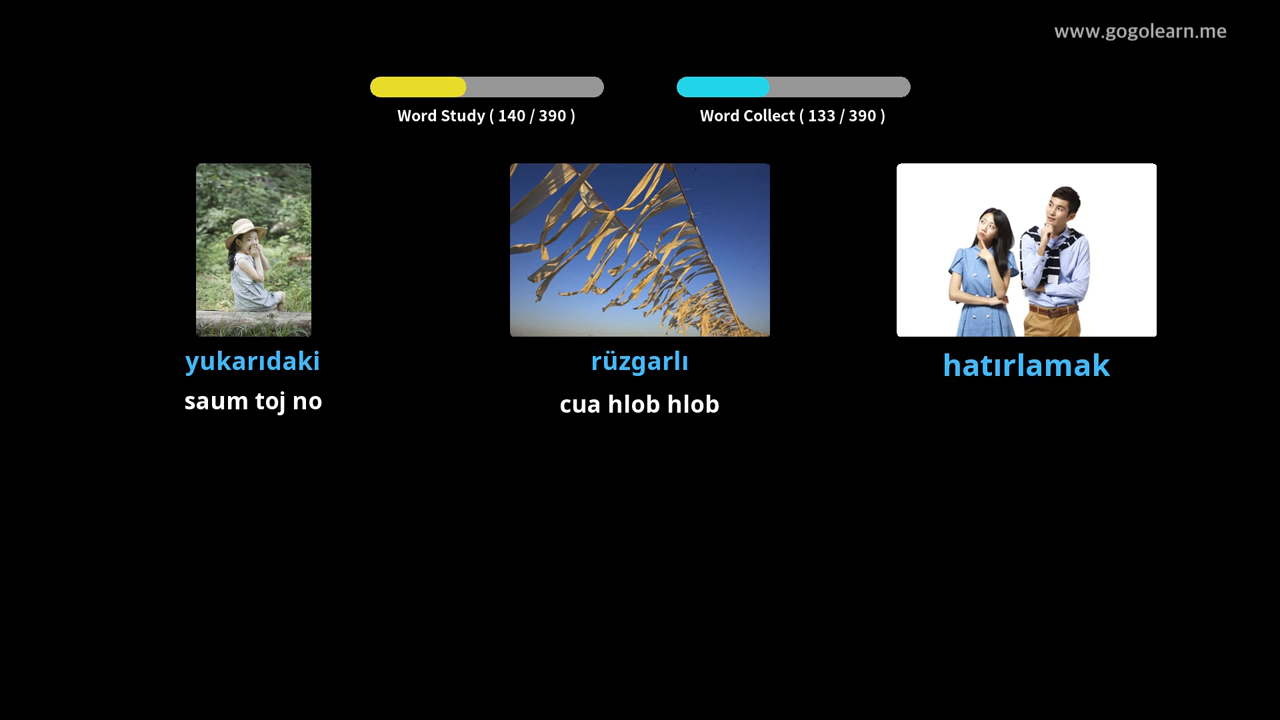 www.gogolearn.me
Word Study ( 140 / 390 )
Word Collect ( 133 / 390 )
yukarıdaki
saum toj no
rüzgarlı
cua hlob hlob
hatırlamak